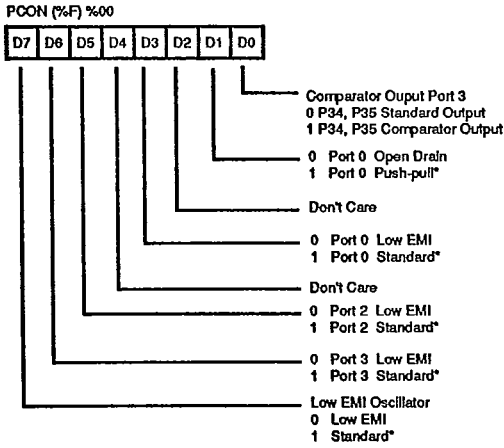 PCON (%F) %00
D7 D6 D5 D4 D3 D2 D1 D0
Comparator Ouput Port 3
0 P34, P35 Standard Output
1 P34, P35 Comparator Output
0 Port 0 Open Drain
1 Port 0 Push-pull*
Don't Care
0 Port 0 Low EMI
1 Port 0 Standard*
Don't Care
0 Port 2 Low EMI
1 Port 2 Standard*
0 Port 3 Low EMI
1 Port 3 Standard*
Low EMI Oscillator
0 Low EMI
1 Standard*